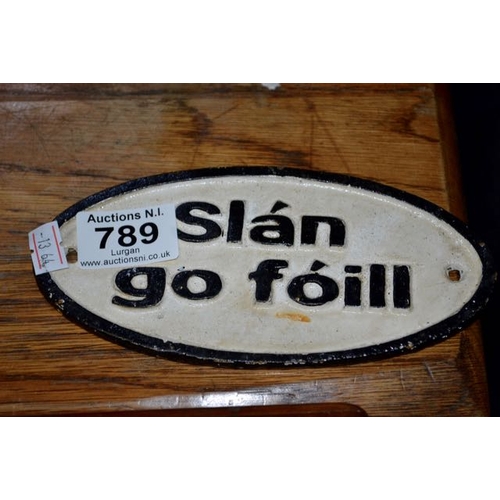 Slán
go fóill
Auctions N.I.
789
Lurgan
www.auctionsni.co.uk